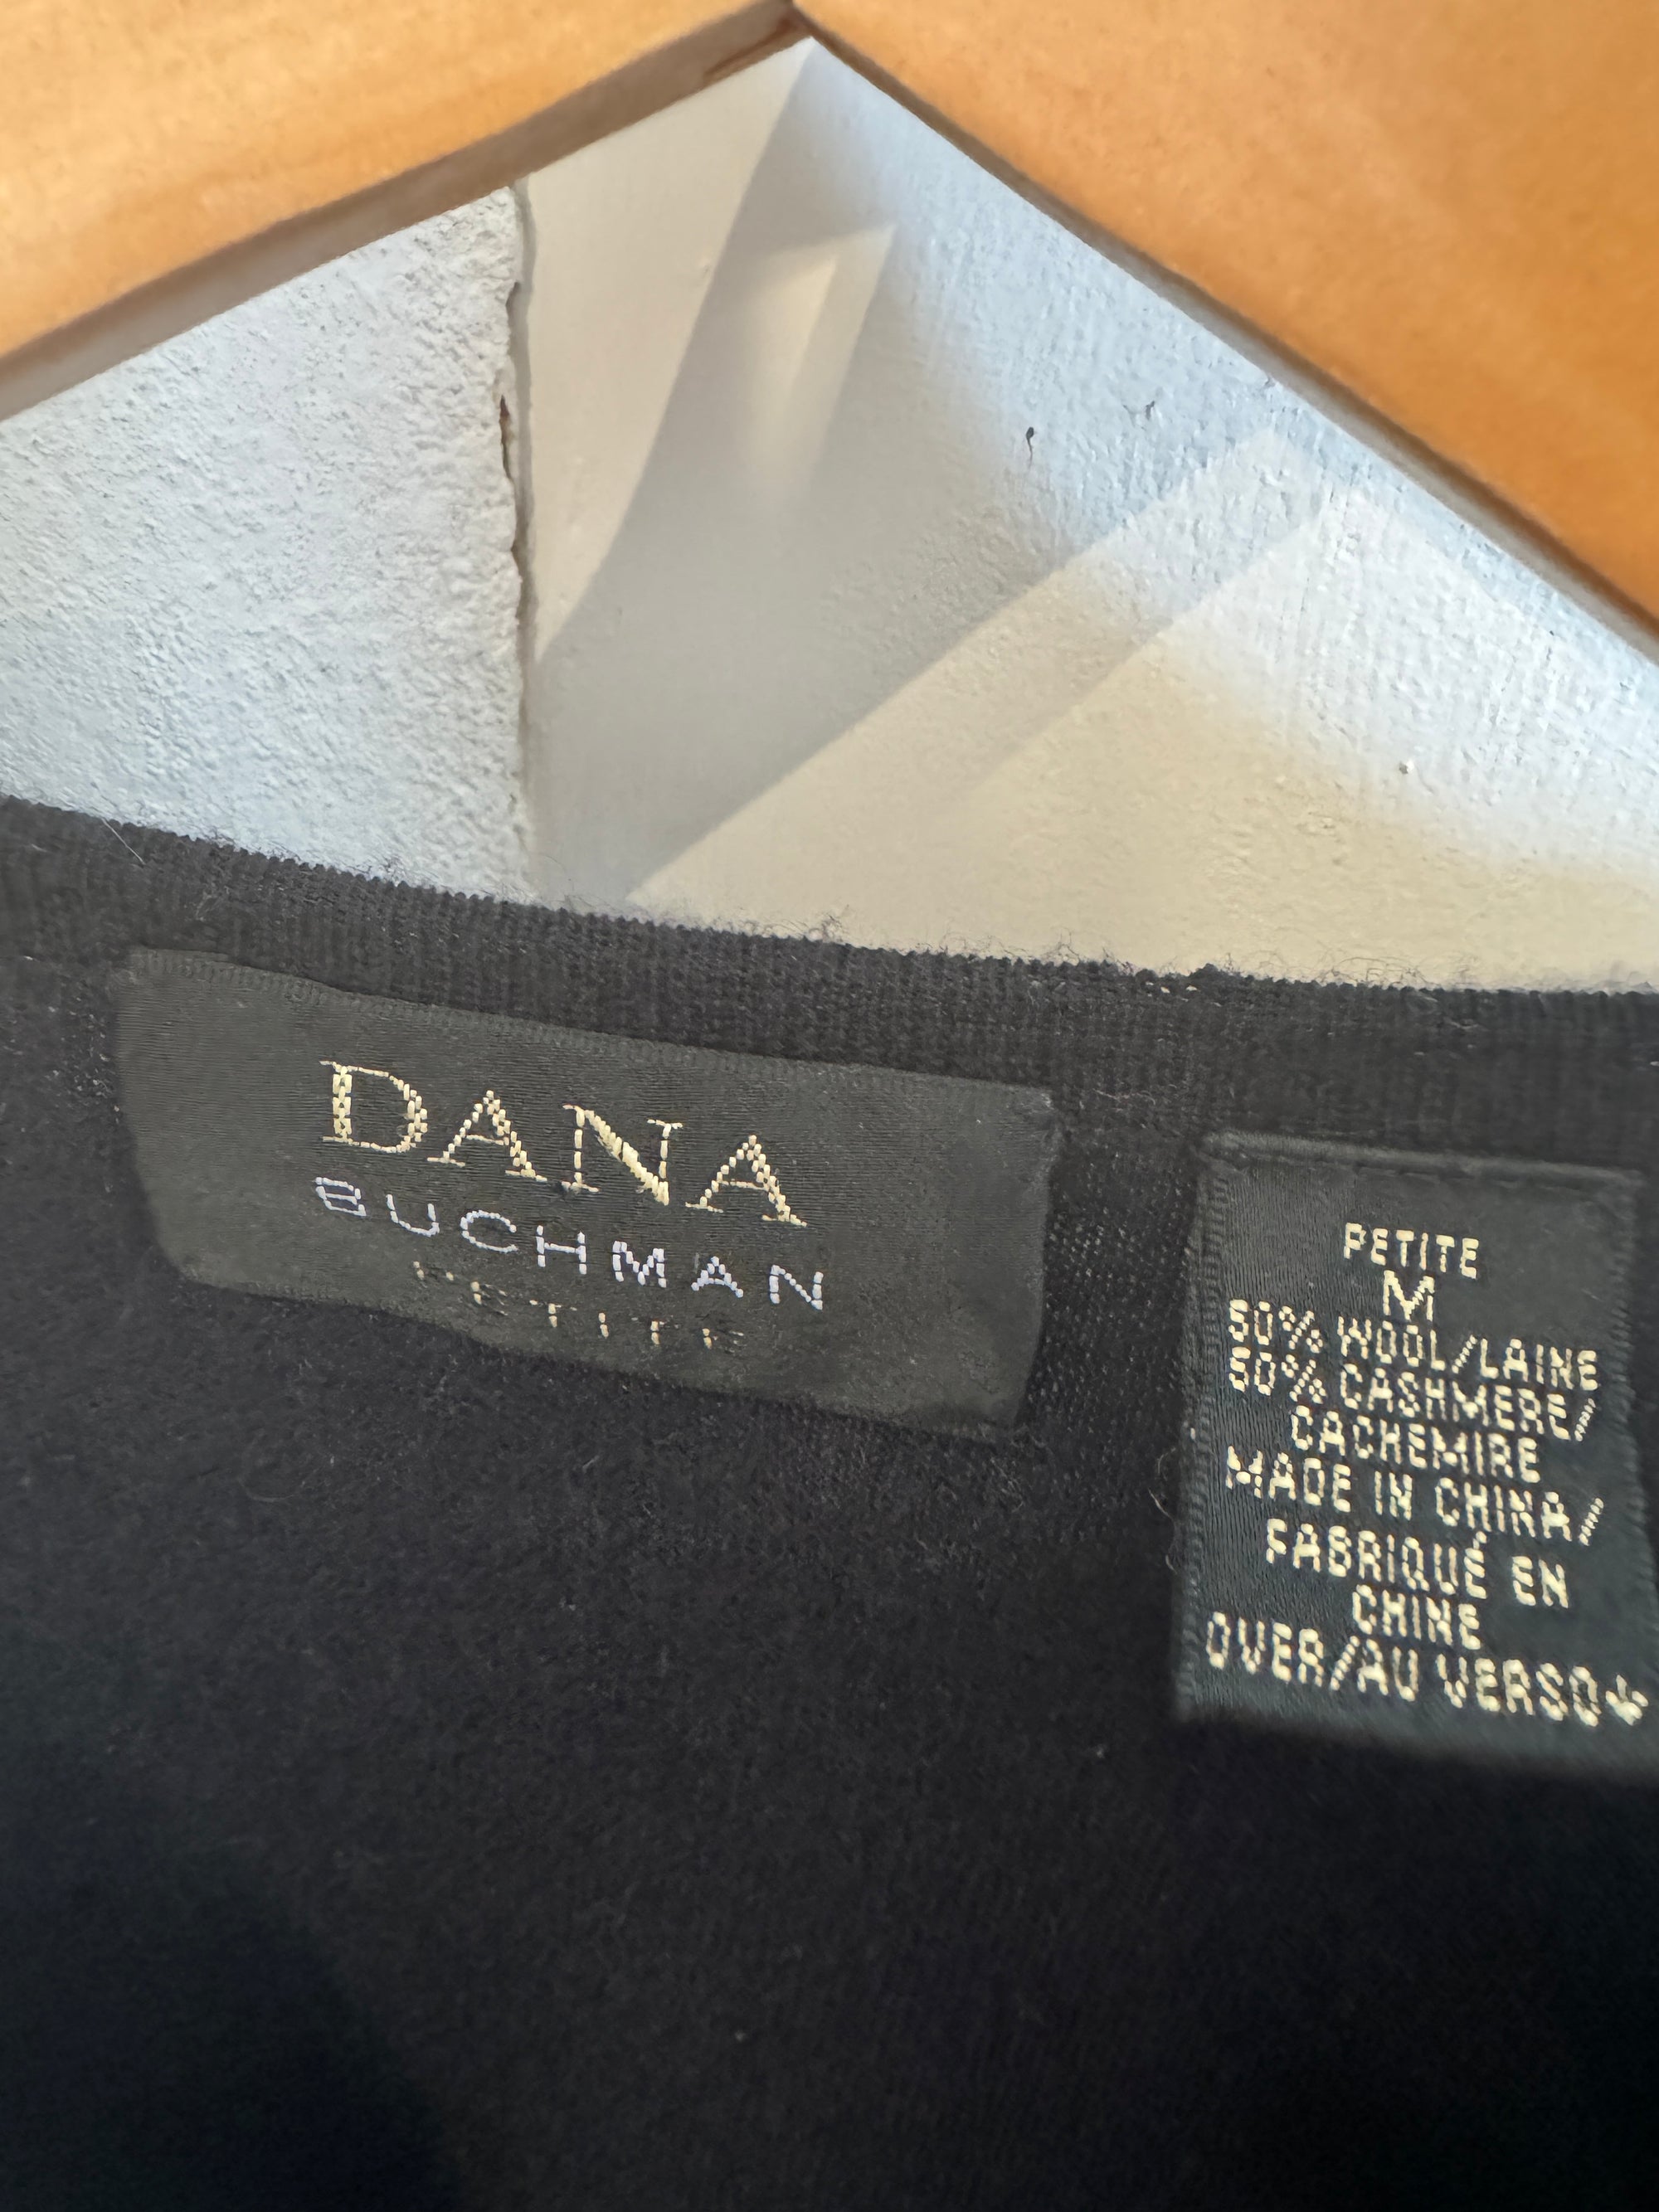 DANA
BUCHMAN
PETITE
PETITE
M
50% WOOL/LAINE
50% CASHMERE/
CACHEMIRE
MADE IN CHINA/
FABRIQUÉ EN
CHINE
OVER/AU VERSO↓